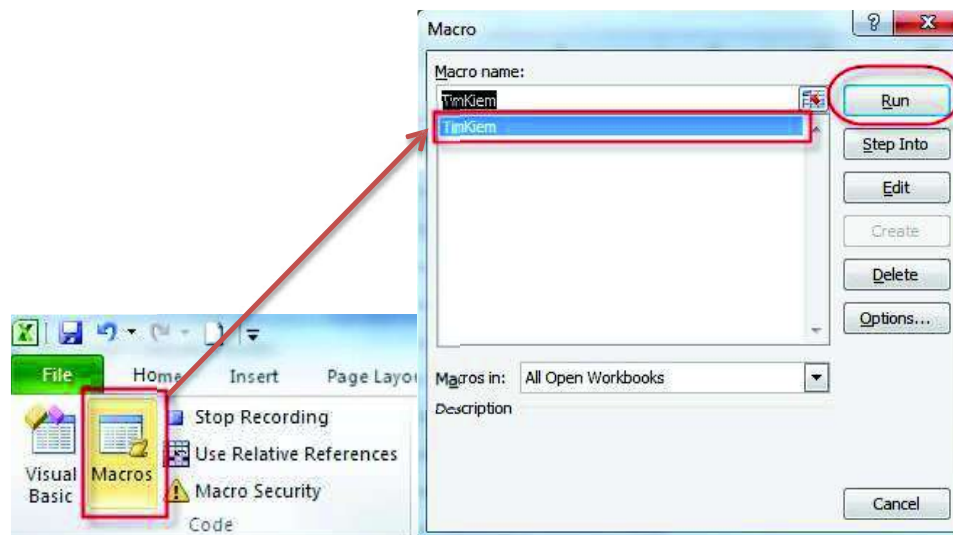 Macro
Macro name:
TimKiem
TimKiem
Run
Step Into
Edit
Create
Delete
Options...
Macros in: All Open Workbooks
Description
Cancel
File Home Insert Page Layou
Visual Basic
Macros
Stop Recording
Use Relative References
Macro Security
Code